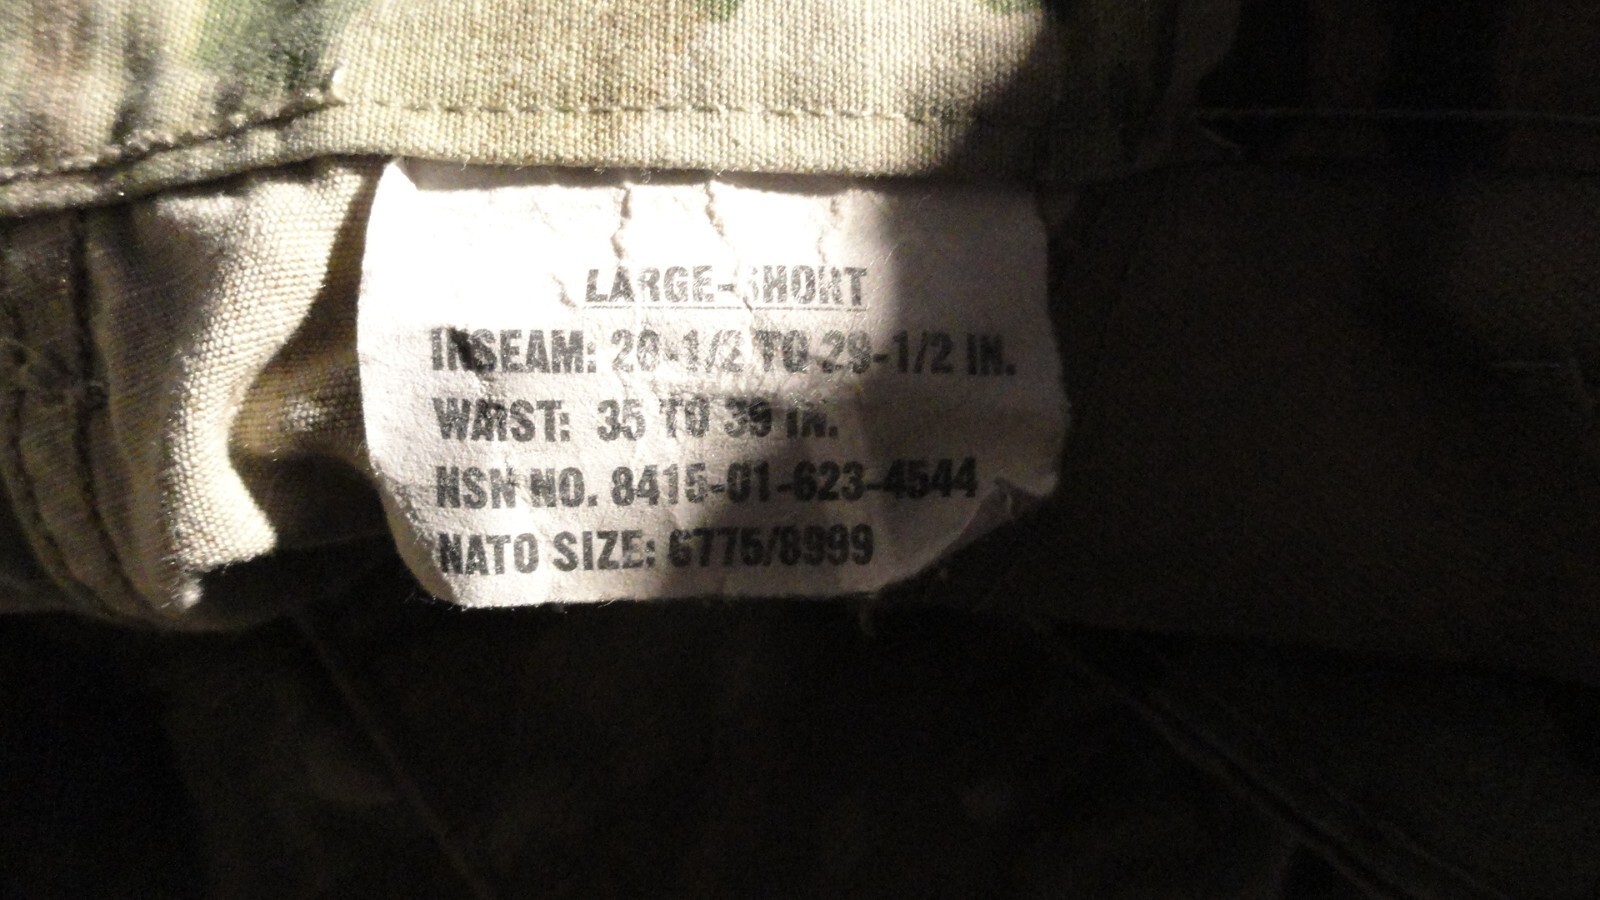 LARGE-SHORT
INSEAM: 26-1/2 TO 29-1/2 IN.
WAIST: 35 TO 39 IN.
NSN NO. 8415-01-623-4544
NATO SIZE: 6775/8999